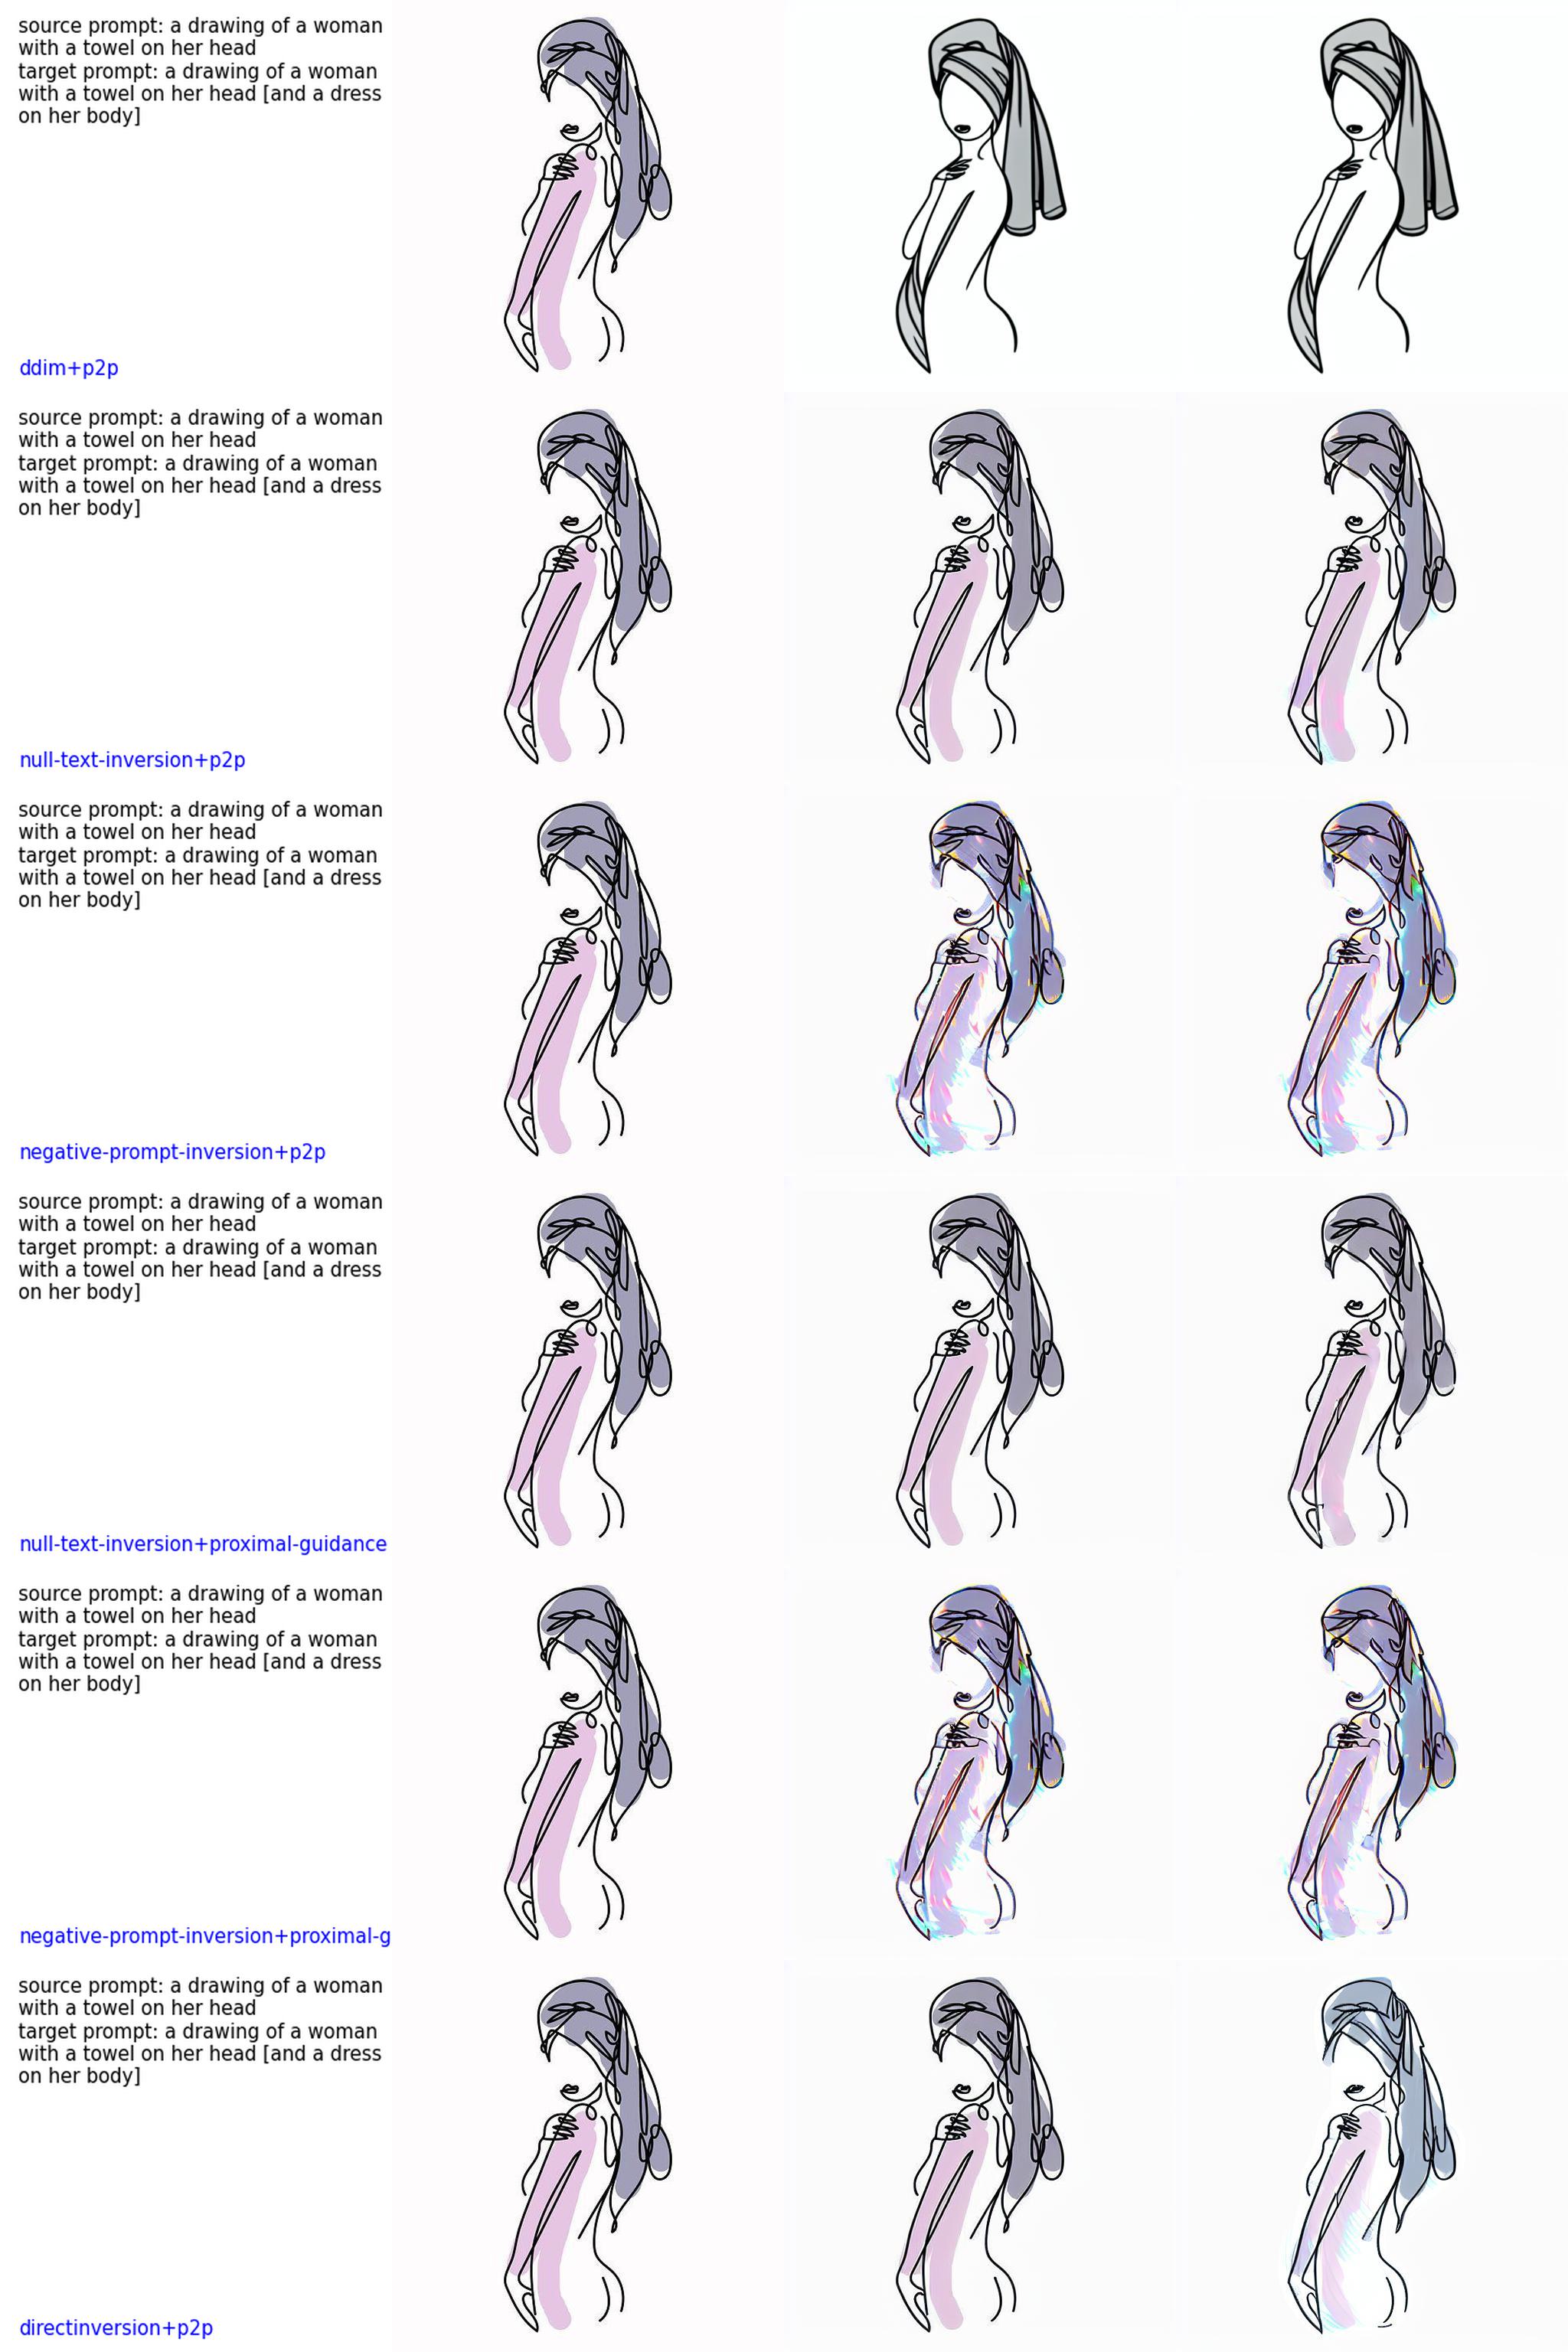 source prompt: a drawing of a woman
with a towel on her head
target prompt: a drawing of a woman
with a towel on her head [and a dress
on her body]
ddim+p2p
source prompt: a drawing of a woman
with a towel on her head
target prompt: a drawing of a woman
with a towel on her head [and a dress
on her body]
null-text-inversion+p2p
source prompt: a drawing of a woman
with a towel on her head
target prompt: a drawing of a woman
with a towel on her head [and a dress
on her body]
negative-prompt-inversion+p2p
source prompt: a drawing of a woman
with a towel on her head
target prompt: a drawing of a woman
with a towel on her head [and a dress
on her body]
null-text-inversion+proximal-guidance
source prompt: a drawing of a woman
with a towel on her head
target prompt: a drawing of a woman
with a towel on her head [and a dress
on her body]
negative-prompt-inversion+proximal-g
source prompt: a drawing of a woman
with a towel on her head
target prompt: a drawing of a woman
with a towel on her head [and a dress
on her body]
directinversion+p2p